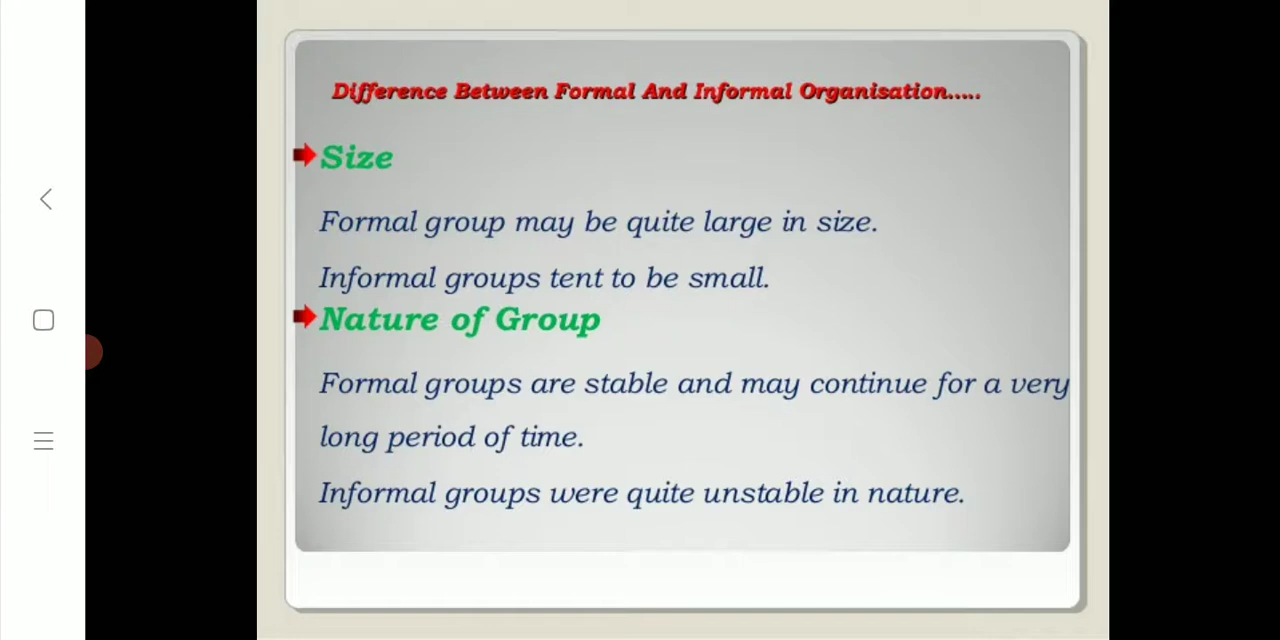 Difference Between Formal And Informal Organisation.....
Size
Formal group may be quite large in size.
Informal groups tent to be small.
Nature of Group
Formal groups are stable and may continue for a very
long period of time.
Informal groups were quite unstable in nature.